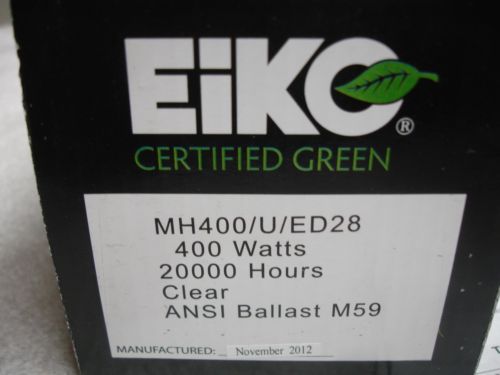 EiKO®
CERTIFIED GREEN
MH400/U/ED28
400 Watts
20000 Hours
Clear
ANSI Ballast M59
MANUFACTURED: November 2012